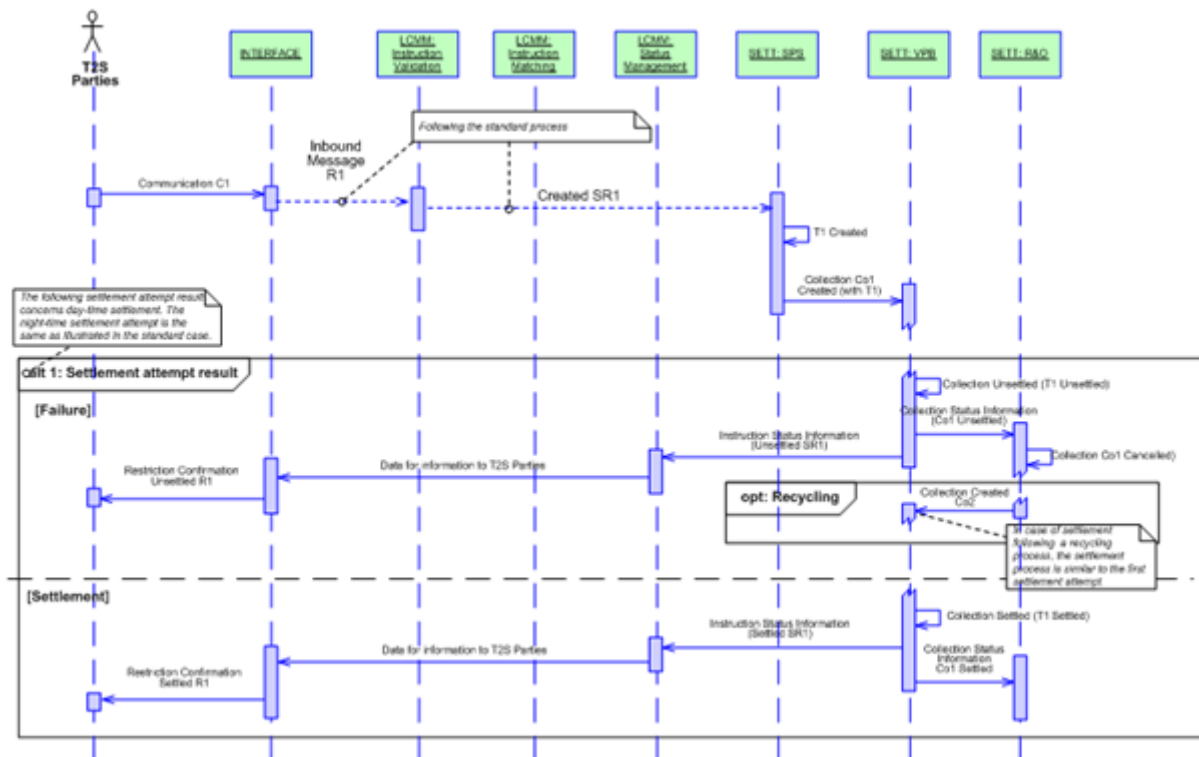 T2S
Parties
INTERFACE
LCMM:
Instruction
Validation
LCMM:
Instruction
Matching
LCMM:
Status
Management
SETT: SPS
SETT: VPB
SETT: R&O
Following the standard process
Inbound
Message
R1
Communication C1
Created SR1
T1 Created
Collection Co1
Created (with T1)
The following settlement attempt result
concerns day-time settlement. The
night-time settlement attempt is the
same as illustrated in the standard case.
alt 1: Settlement attempt result
[Failure]
Collection Unsettled (T1 Unsettled)
Collection Status Information
(Co1 Unsettled)
Instruction Status Information
(Unsettled SR1)
Collection Co1 Cancelled)
Data for information to T2S Parties
Restriction Confirmation
Unsettled R1
opt: Recycling
Collection Created
Co2
In case of settlement
following a recycling
process, the settlement
process is similar to the first
settlement attempt
[Settlement]
Collection Settled (T1 Settled)
Instruction Status Information
(Settled SR1)
Data for information to T2S Parties
Collection Status
Information
Co1 Settled
Restriction Confirmation
Settled R1